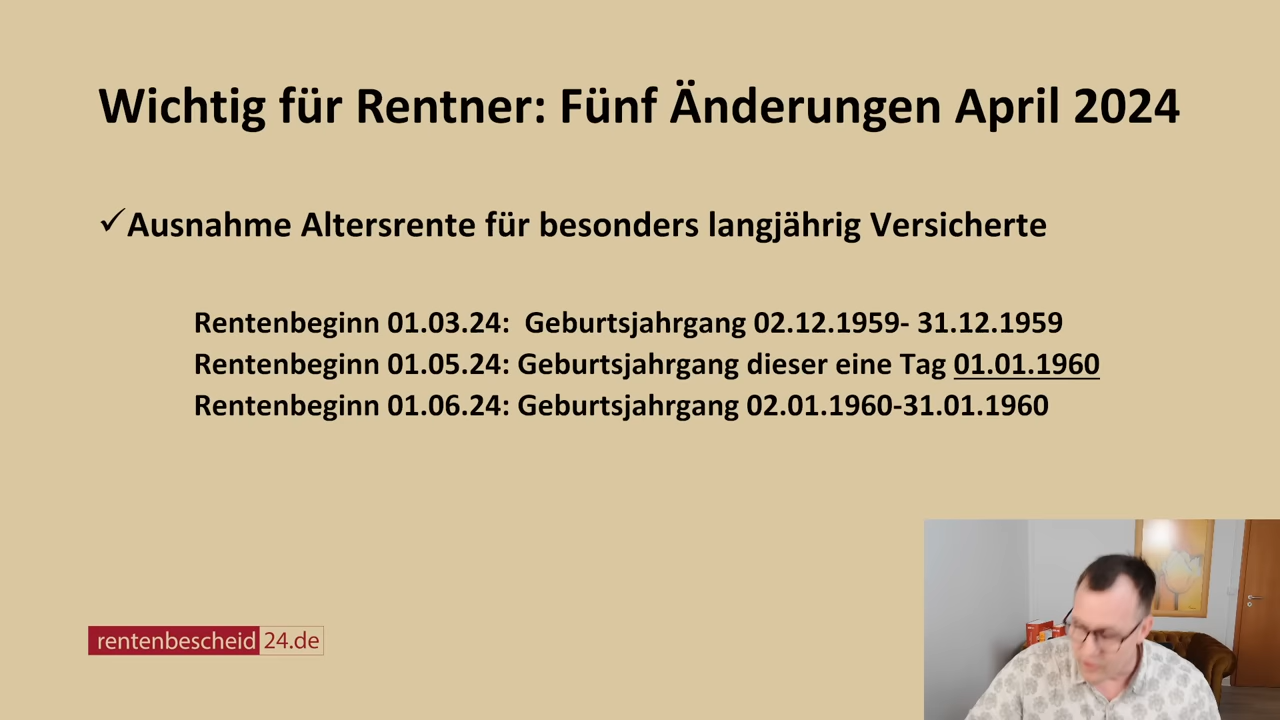 Wichtig für Rentner: Fünf Änderungen April 2024
✓Ausnahme Altersrente für besonders langjährig Versicherte
Rentenbeginn 01.03.24: Geburtsjahrgang 02.12.1959- 31.12.1959
Rentenbeginn 01.05.24: Geburtsjahrgang dieser eine Tag 01.01.1960
Rentenbeginn 01.06.24: Geburtsjahrgang 02.01.1960-31.01.1960
rentenbescheid 24.de